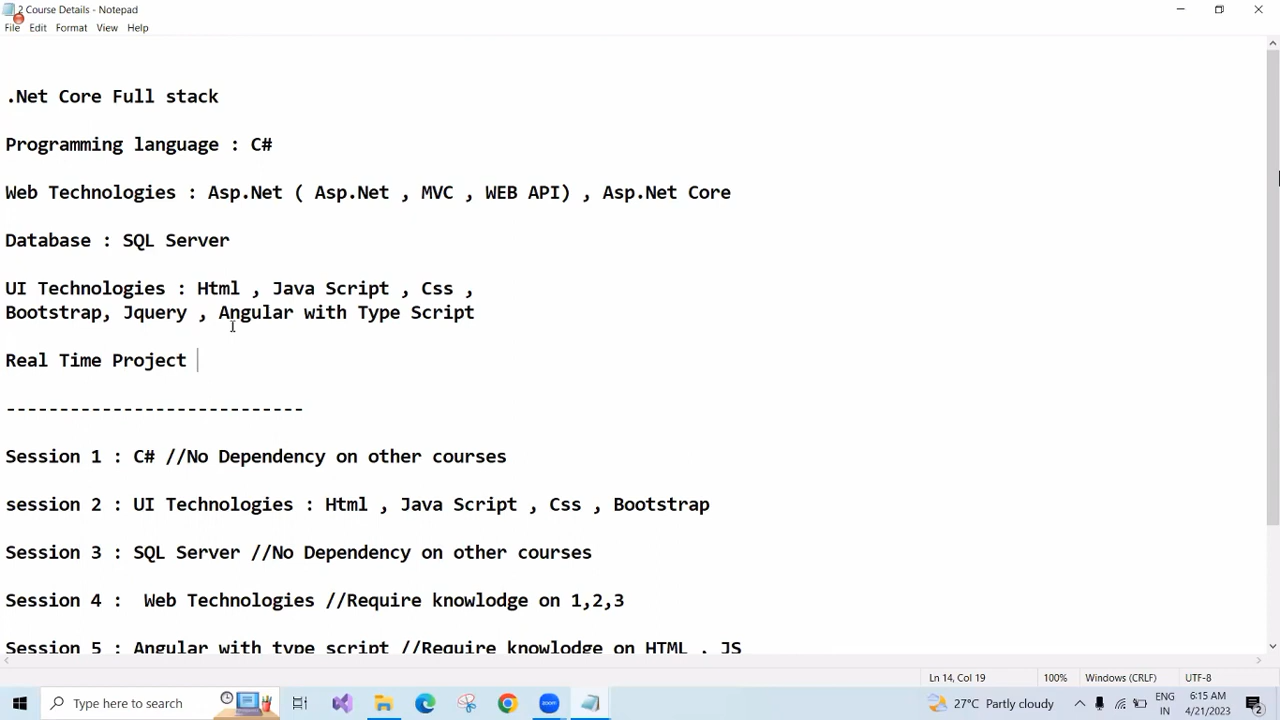 2 Course Details - Notepad
File Edit Format View Help
.Net Core Full stack
Programming language : C#
Web Technologies : Asp.Net ( Asp.Net , MVC , WEB API) , Asp.Net Core
Database : SQL Server
UI Technologies : Html , Java Script , Css ,
Bootstrap, Jquery , Angular with Type Script
Real Time Project
----------------------------
Session 1 : C# //No Dependency on other courses
session 2 : UI Technologies : Html , Java Script , Css , Bootstrap
Session 3 : SQL Server //No Dependency on other courses
Session 4 :  Web Technologies //Require knowlodge on 1,2,3
Session 5 : Angular with type script //Require knowlodge on HTML , JS
Ln 14, Col 19 100% Windows (CRLF) UTF-8
Type here to search
zoom
27°C Partly cloudy
ENG
IN
6:15 AM
4/21/2023
2